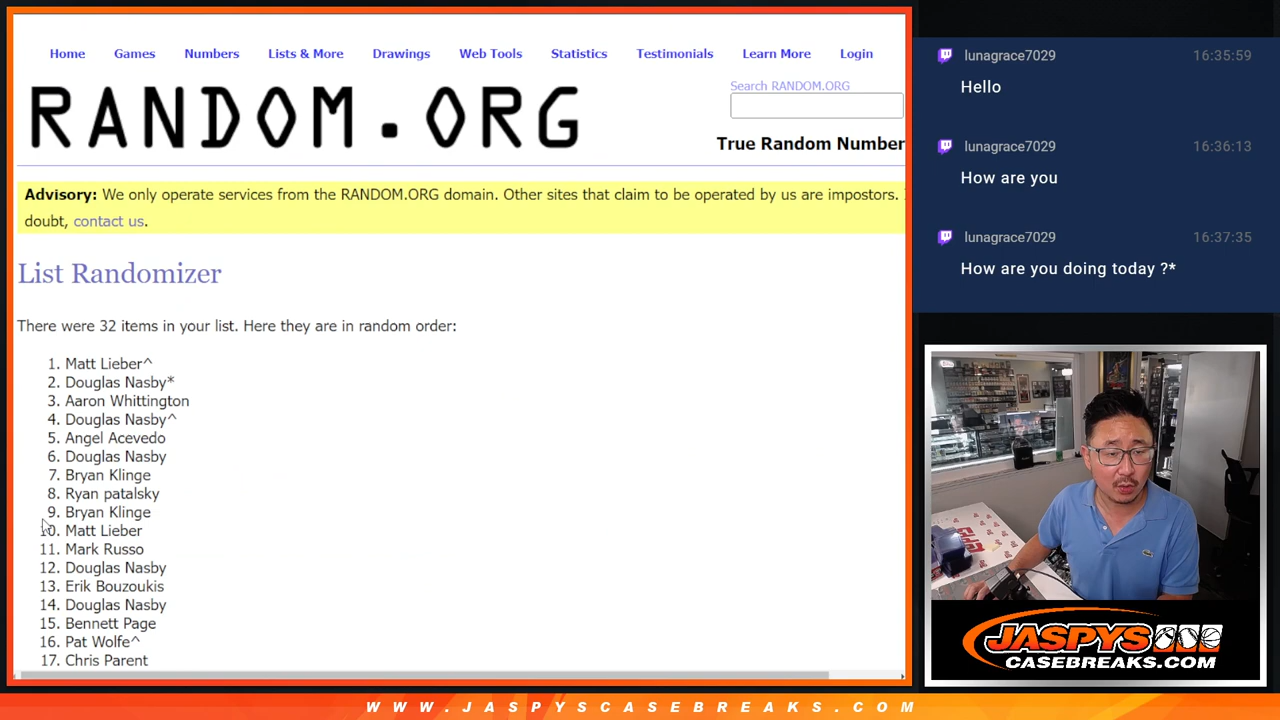 Home Games Numbers Lists & More Drawings Web Tools Statistics Testimonials Learn More Login
RANDOM.ORG
Search RANDOM.ORG
True Random Number
Advisory: We only operate services from the RANDOM.ORG domain. Other sites that claim to be operated by us are impostors.
doubt, contact us.
List Randomizer
There were 32 items in your list. Here they are in random order:
1. Matt Lieber^
2. Douglas Nasby*
3. Aaron Whittington
4. Douglas Nasby^
5. Angel Acevedo
6. Douglas Nasby
7. Bryan Klinge
8. Ryan patalsky
9. Bryan Klinge
10. Matt Lieber
11. Mark Russo
12. Douglas Nasby
13. Erik Bouzoukis
14. Douglas Nasby
15. Bennett Page
16. Pat Wolfe^
17. Chris Parent
lunagrace7029 16:35:59
Hello
lunagrace7029 16:36:13
How are you
lunagrace7029 16:37:35
How are you doing today ?*
JASPYS
CASEBREAKS.COM
WWW.JASPYSCASEBREAKS.COM